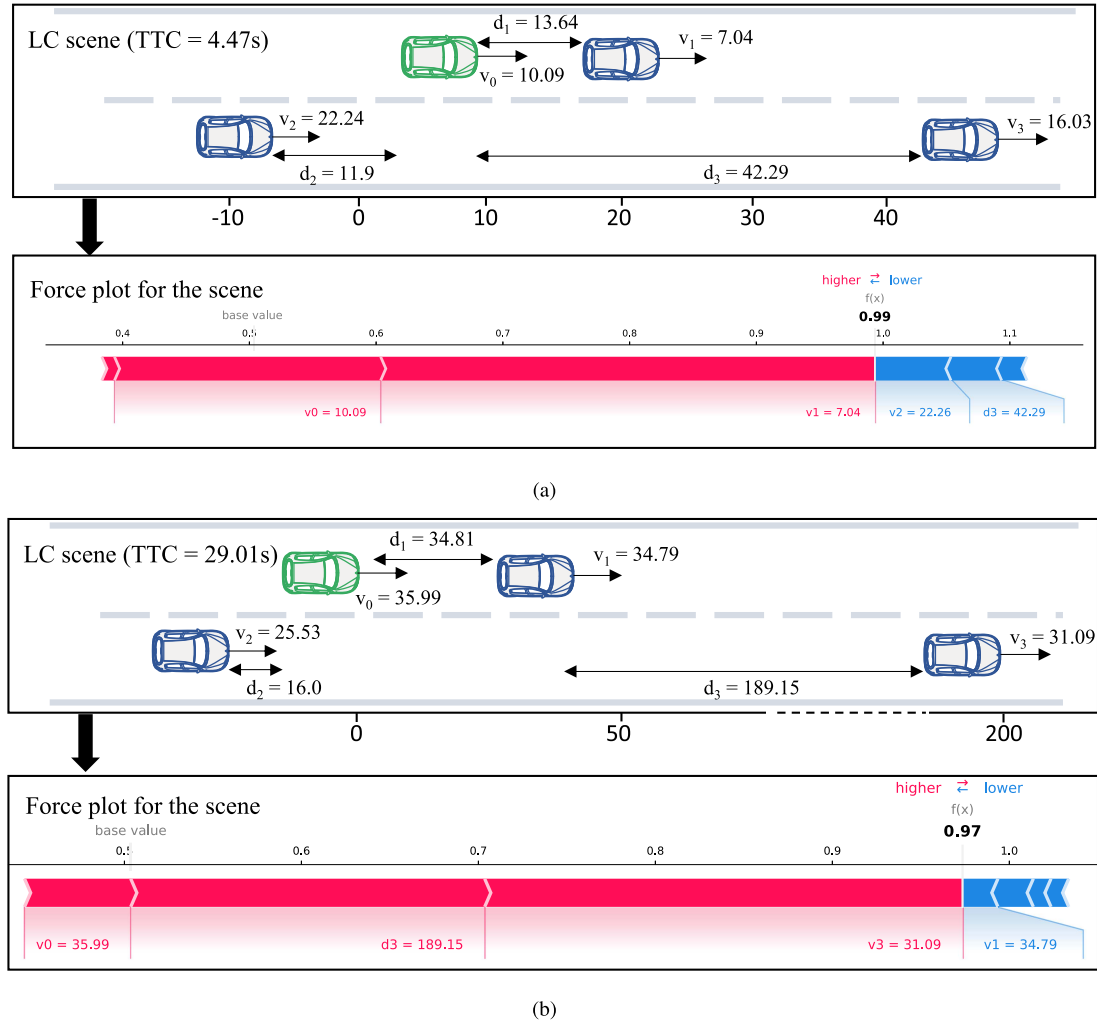 LC scene (TTC = 4.47s)
d1 = 13.64
v1 = 7.04
v0 = 10.09
v2 = 22.24
v3 = 16.03
d2 = 11.9
d3 = 42.29
-10 0 10 20 30 40
Force plot for the scene
higher ⇄ lower
base value
f(x)
0.99
0.4 0.5 0.6 0.7 0.8 0.9 1.0 1.1
v0 = 10.09 v1 = 7.04 v2 = 22.26 d3 = 42.29
(a)
LC scene (TTC = 29.01s)
d1 = 34.81
v1 = 34.79
v0 = 35.99
v2 = 25.53
v3 = 31.09
d2 = 16.0
d3 = 189.15
0 50 200
Force plot for the scene
higher ⇄ lower
base value
f(x)
0.97
0.5 0.6 0.7 0.8 0.9 1.0
v0 = 35.99 d3 = 189.15 v3 = 31.09 v1 = 34.79
(b)